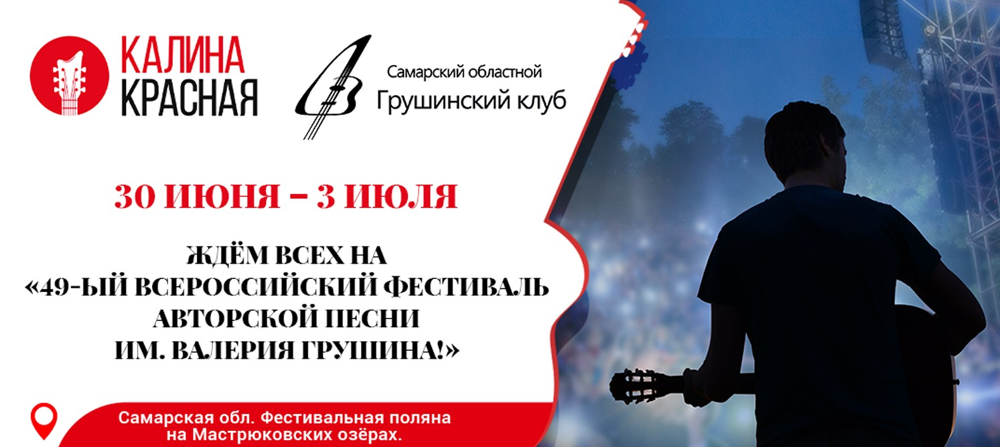 КАЛИНА
КРАСНАЯ
Самарский областной
Грушинский клуб
30 ИЮНЯ – 3 ИЮЛЯ
ЖДЁМ ВСЕХ НА
«49-ЫЙ ВСЕРОССИЙСКИЙ ФЕСТИВАЛЬ
АВТОРСКОЙ ПЕСНИ
ИМ. ВАЛЕРИЯ ГРУШИНА!»
Самарская обл. Фестивальная поляна
на Мастрюковских озёрах.